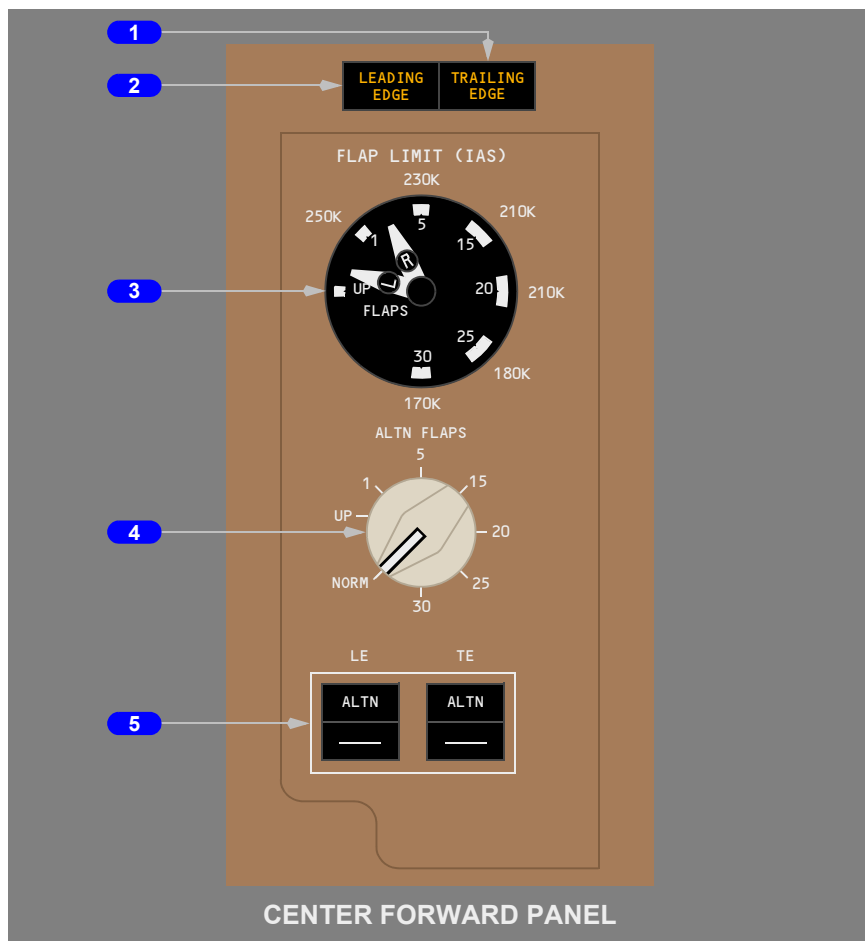 1
2
LEADING
EDGE
TRAILING
EDGE
FLAP LIMIT (IAS)
230K
250K
210K
5
1
15
R
3
UP
L
20
210K
FLAPS
25
30
180K
170K
ALTN FLAPS
5
1
15
UP
4
20
NORM
25
30
LE
TE
ALTN
ALTN
5
CENTER FORWARD PANEL